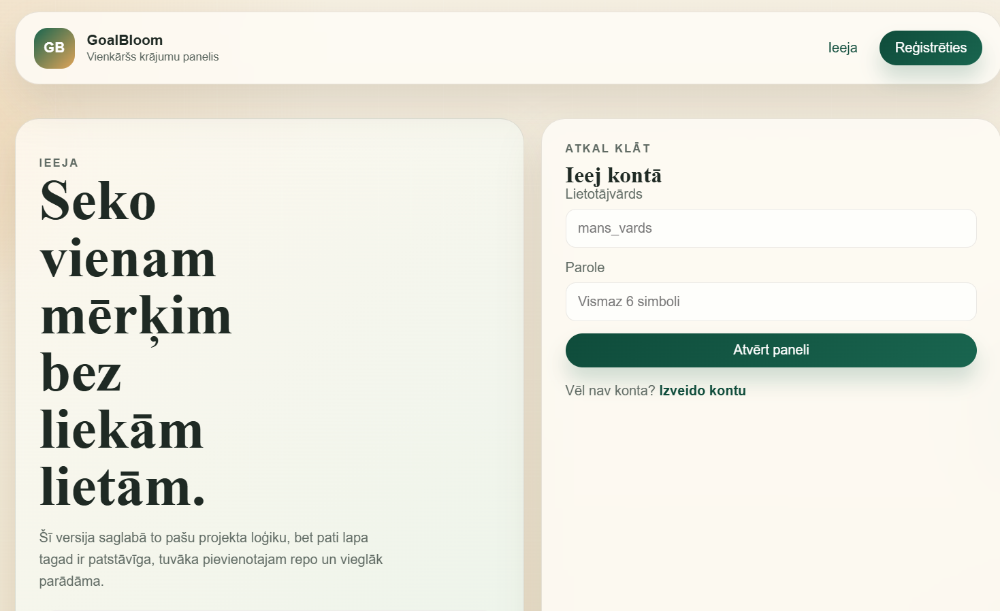 GB
GoalBloom
Vienkāršs krājumu panelis
Ieeja
Reģistrēties
IEEJA
Seko
vienam
mērķim
bez
liekām
lietām.
Šī versija saglabā to pašu projekta loģiku, bet pati lapa
tagad ir patstāvīga, tuvāka pievienotajam repo un vieglāk
parādāma.
ATKAL KLĀT
Ieej kontā
Lietotājvārds
mans_vards
Parole
Vismaz 6 simboli
Atvērt paneli
Vēl nav konta? Izveido kontu